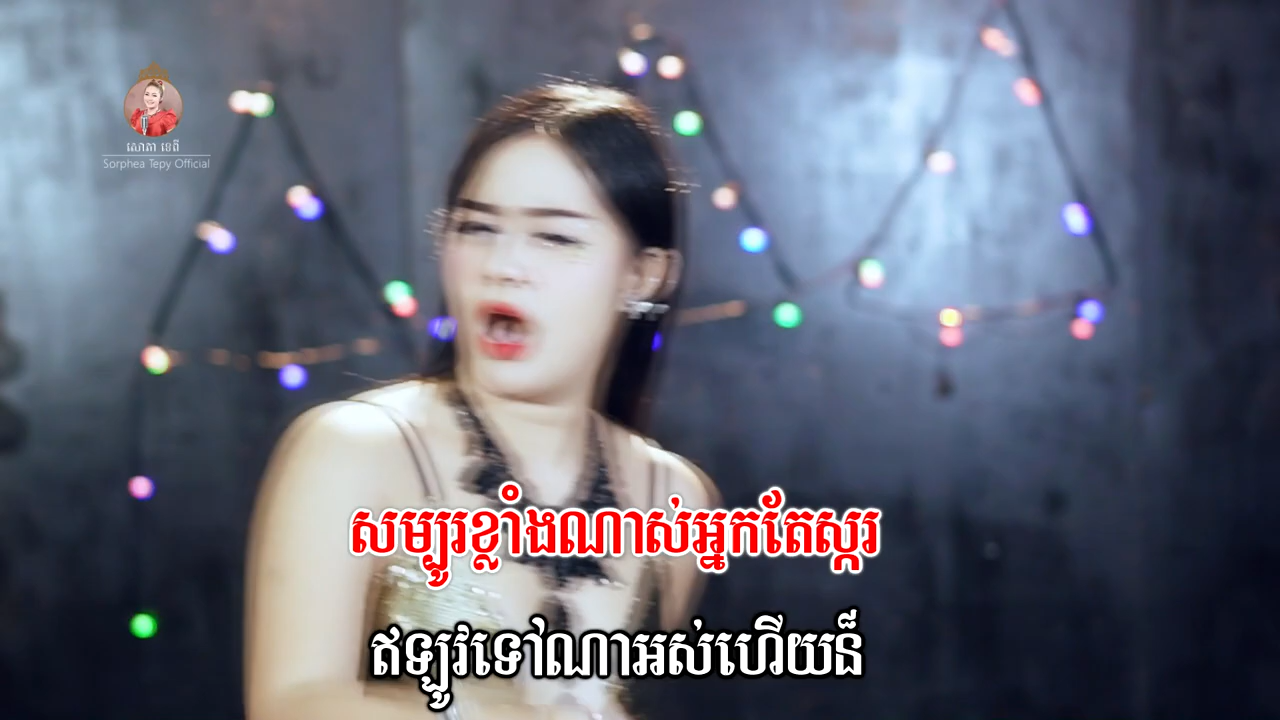 សោភា ទេពី
Sorphea Tepy Official
សម្បូរខ្លាំងណាស់អ្នកតែស្ករ
ឥឡូវទៅណាអស់ហើយន៏